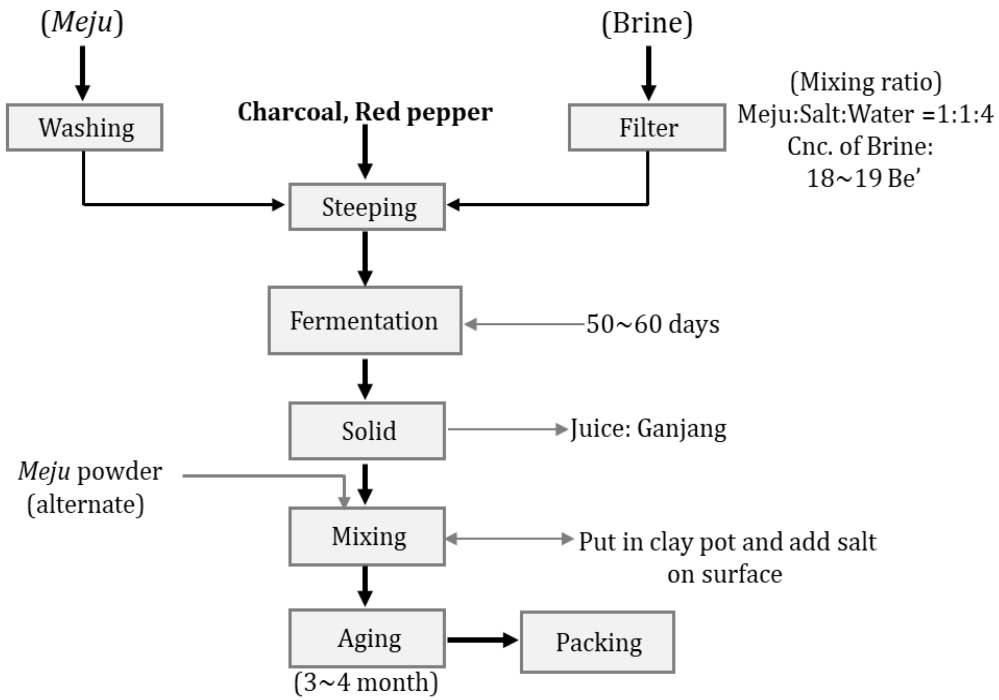 (Meju)
(Brine)
(Mixing ratio)
Meju:Salt:Water =1:1:4
Cnc. of Brine:
18~19 Be’
Washing
Charcoal, Red pepper
Filter
Steeping
Fermentation
50~60 days
Solid
Juice: Ganjang
Meju powder
(alternate)
Mixing
Put in clay pot and add salt
on surface
Aging
Packing
(3~4 month)